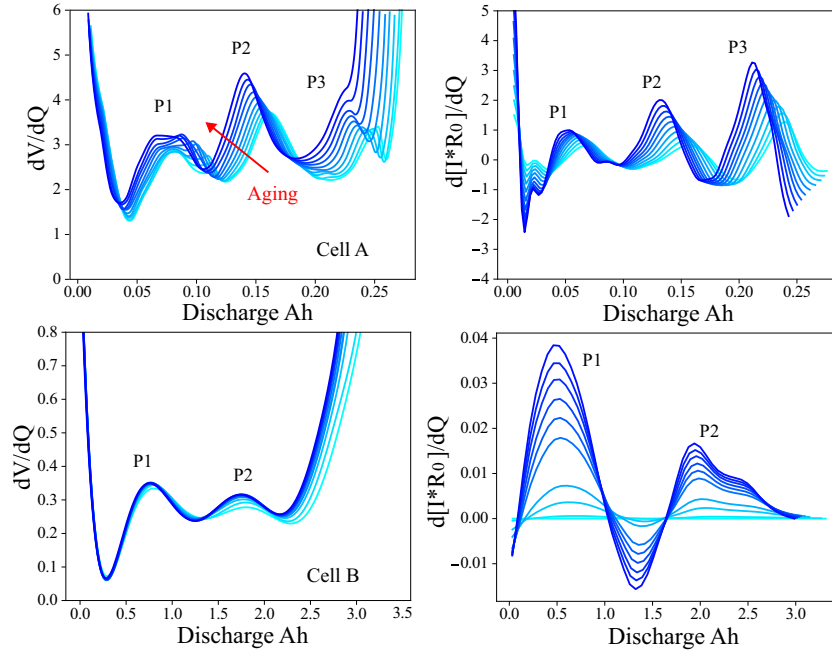 dV/dQ
6
5
4
3
2
1
0
P1
P2
P3
Aging
Cell A
0.00 0.05 0.10 0.15 0.20 0.25
Discharge Ah
d[I*R0]/dQ
5
4
3
2
1
0
−1
−2
−3
−4
P1
P2
P3
0.00 0.05 0.10 0.15 0.20 0.25
Discharge Ah
dV/dQ
0.8
0.7
0.6
0.5
0.4
0.3
0.2
0.1
0.0
P1
P2
Cell B
0.0 0.5 1.0 1.5 2.0 2.5 3.0 3.5
Discharge Ah
d[I*R0]/dQ
0.04
0.03
0.02
0.01
0.00
−0.01
P1
P2
0.0 0.5 1.0 1.5 2.0 2.5 3.0
Discharge Ah